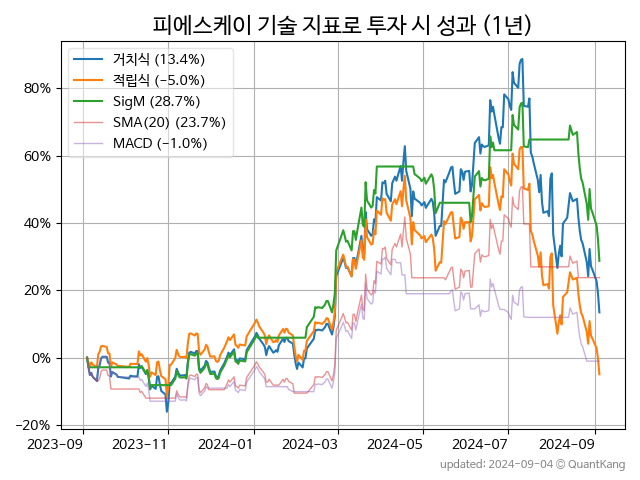 피에스케이 기술 지표로 투자 시 성과 (1년)
거치식 (13.4%)
적립식 (−5.0%)
SigM (28.7%)
SMA(20) (23.7%)
MACD (−1.0%)
80%
60%
40%
20%
0%
−20%
2023-09 2023-11 2024-01 2024-03 2024-05 2024-07 2024-09
updated: 2024-09-04 © QuantKang